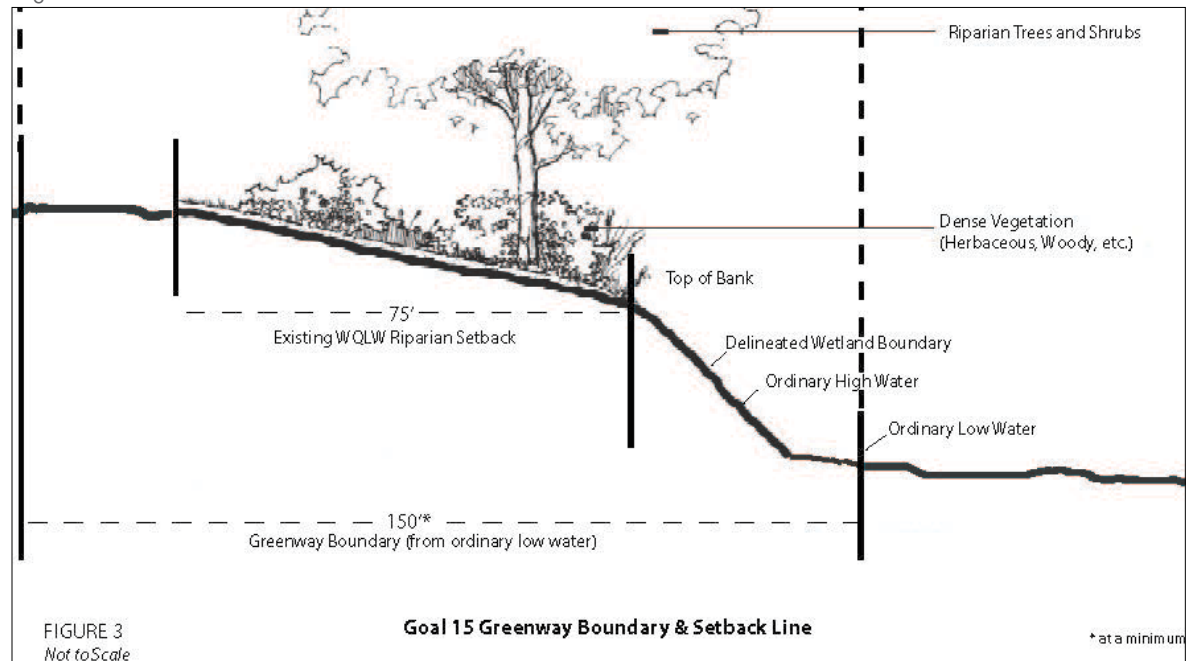 Riparian Trees and Shrubs
Dense Vegetation
(Herbaceous, Woody, etc.)
Top of Bank
75'
Existing WQLW Riparian Setback
Delineated Wetland Boundary
Ordinary High Water
Ordinary Low Water
150'*
Greenway Boundary (from ordinary low water)
FIGURE 3
Not to Scale
Goal 15 Greenway Boundary & Setback Line
* at a minimum